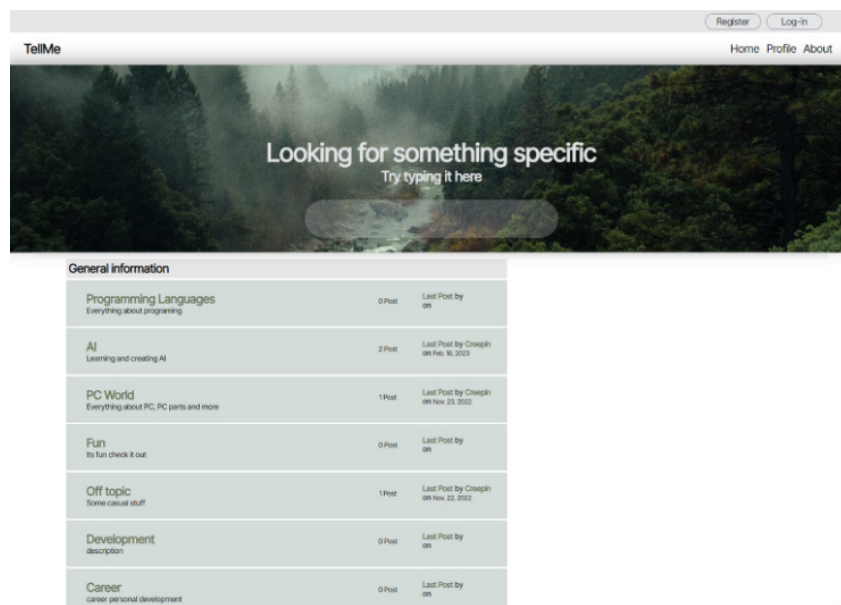 Register Log-in
TellMe Home Profile About
Looking for something specific
Try typing it here
General information
Programming Languages
Everything about programing
0 Post
Last Post by
on
AI
Learning and creating AI
2 Post
Last Post by Creepin
on Feb. 16, 2023
PC World
Everything about PC, PC parts and more
1 Post
Last Post by Creepin
on Nov. 23, 2022
Fun
Its fun check it out
0 Post
Last Post by
on
Off topic
Some casual stuff
1 Post
Last Post by Creepin
on Nov. 22, 2022
Development
description
0 Post
Last Post by
on
Career
career personal development
0 Post
Last Post by
on